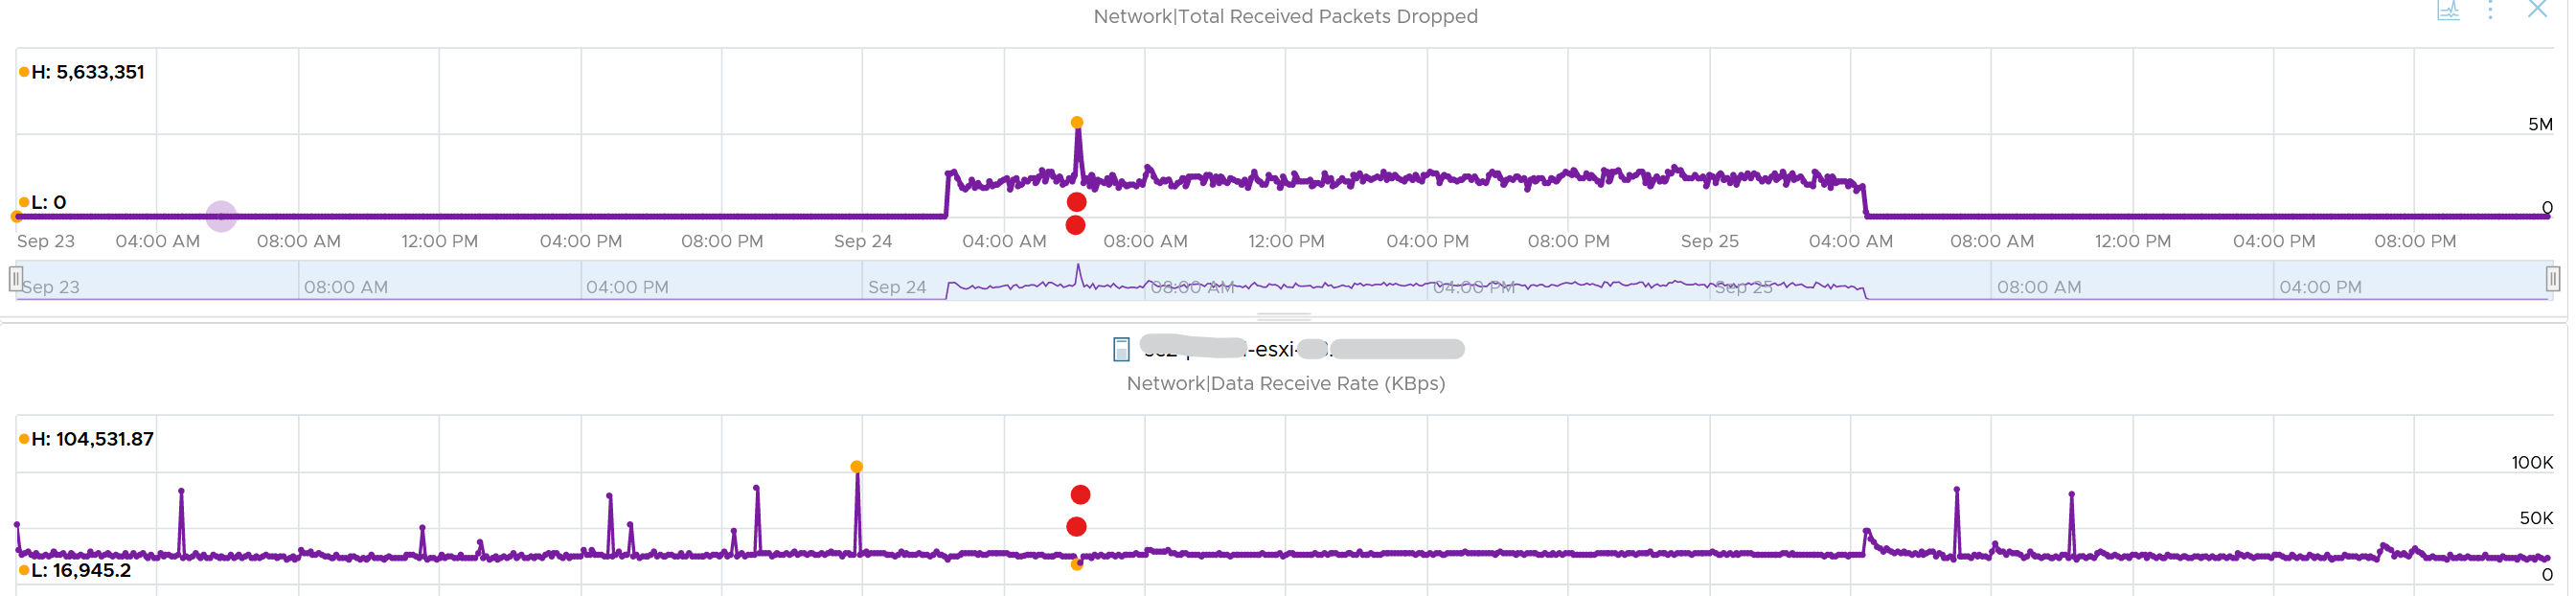 Network|Total Received Packets Dropped
H: 5,633,351
5M
L: 0
0
Sep 23 04:00 AM 08:00 AM 12:00 PM 04:00 PM 08:00 PM Sep 24 04:00 AM 08:00 AM 12:00 PM 04:00 PM 08:00 PM Sep 25 04:00 AM 08:00 AM 12:00 PM 04:00 PM 08:00 PM
Sep 23 08:00 AM 04:00 PM Sep 24 08:00 AM 04:00 PM Sep 25 08:00 AM 04:00 PM
-esxi-
Network|Data Receive Rate (KBps)
H: 104,531.87
100K
50K
L: 16,945.2
0